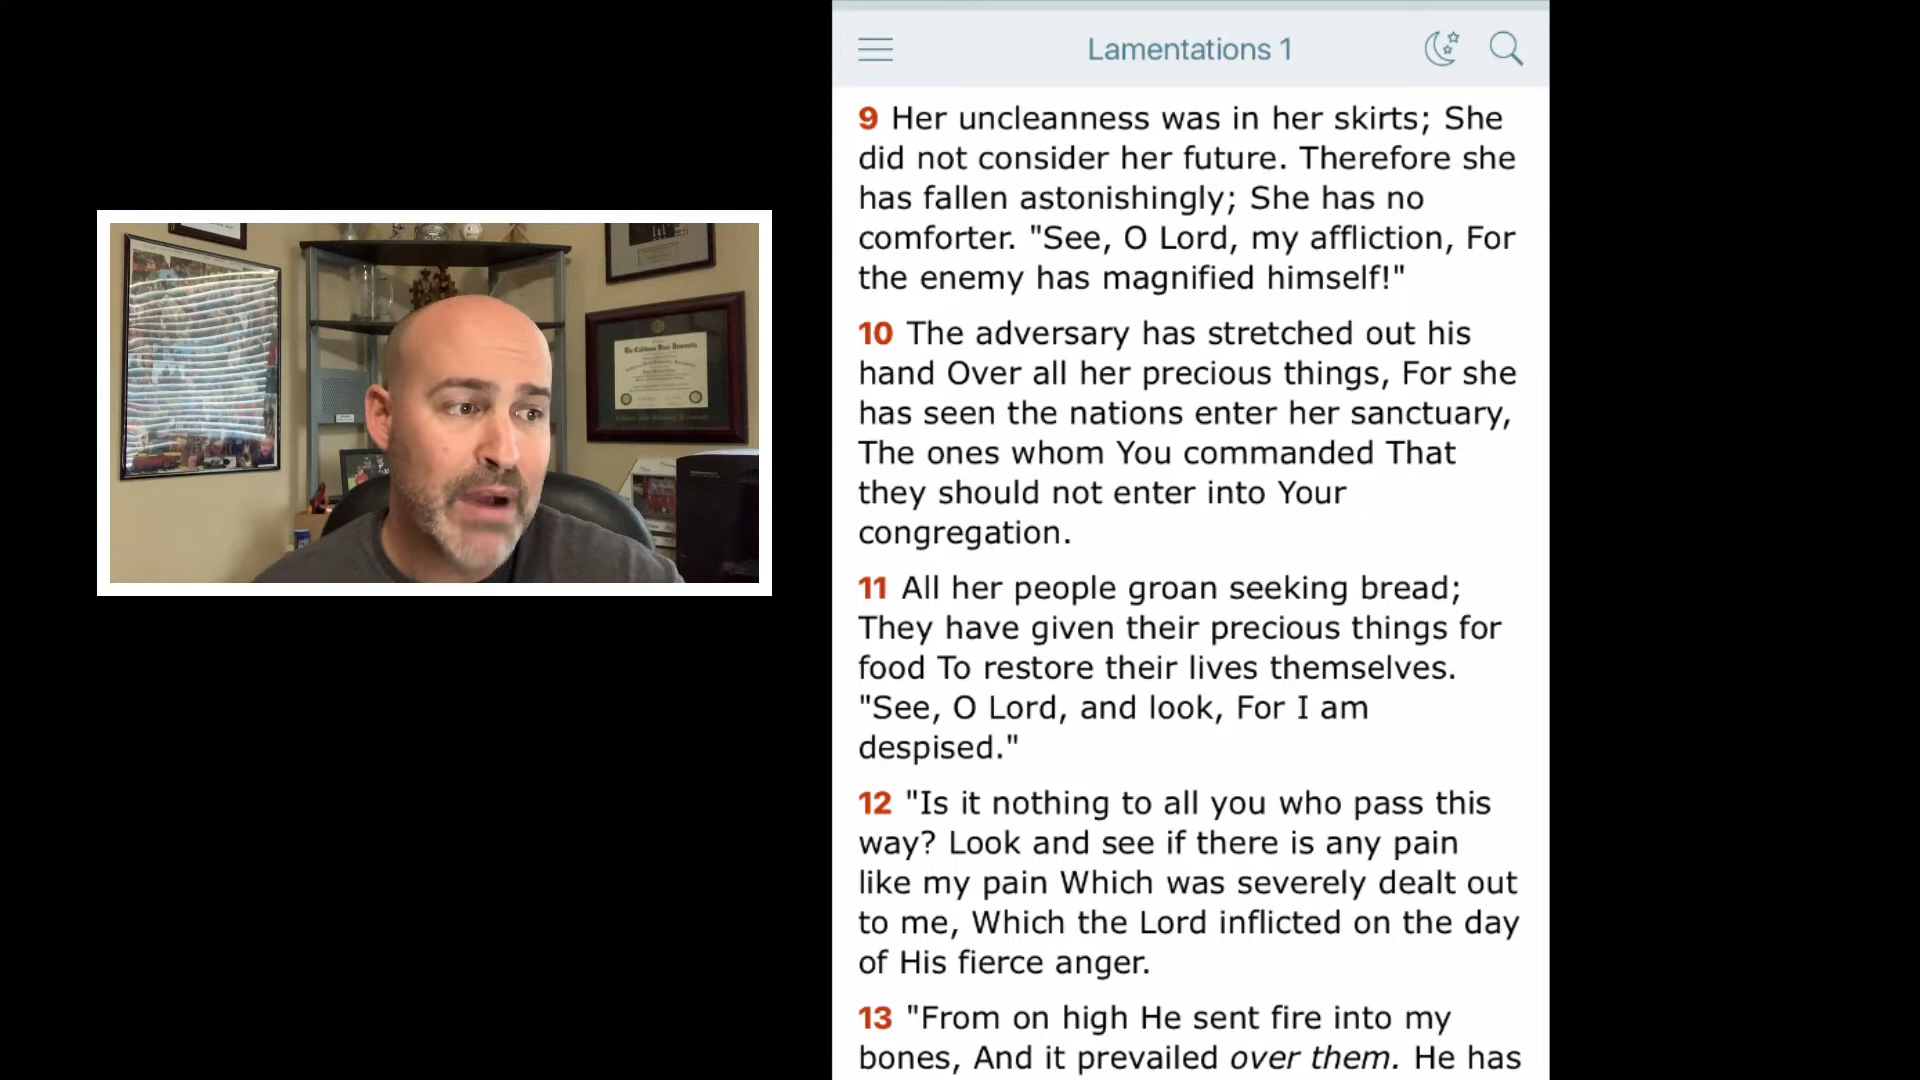 Lamentations 1
9 Her uncleanness was in her skirts; She
did not consider her future. Therefore she
has fallen astonishingly; She has no
comforter. "See, O Lord, my affliction, For
the enemy has magnified himself!"
10 The adversary has stretched out his
hand Over all her precious things, For she
has seen the nations enter her sanctuary,
The ones whom You commanded That
they should not enter into Your
congregation.
11 All her people groan seeking bread;
They have given their precious things for
food To restore their lives themselves.
"See, O Lord, and look, For I am
despised."
12 "Is it nothing to all you who pass this
way? Look and see if there is any pain
like my pain Which was severely dealt out
to me, Which the Lord inflicted on the day
of His fierce anger.
13 "From on high He sent fire into my
bones, And it prevailed over them. He has
The California State University